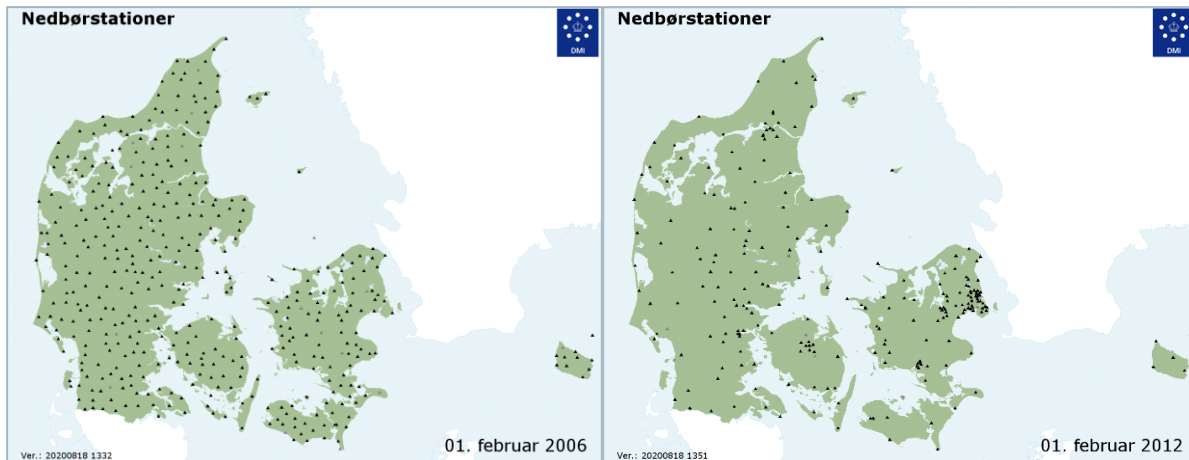 Nedbørstationer
DMI
01. februar 2006
Ver.: 20200818 1332
Nedbørstationer
DMI
01. februar 2012
Ver.: 20200818 1351